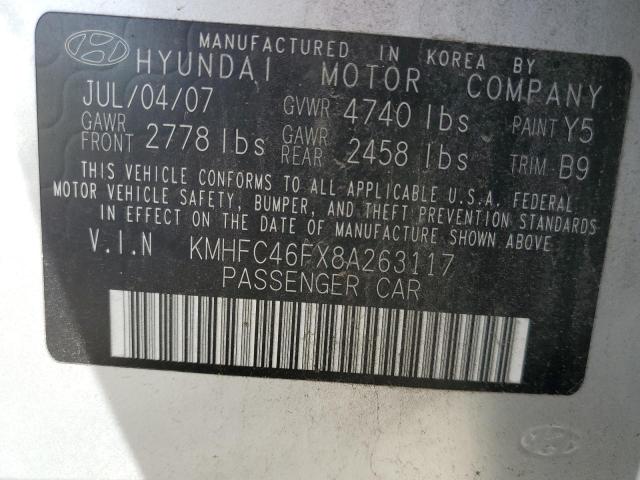 MANUFACTURED IN KOREA BY
HYUNDAI MOTOR COMPANY
JUL/04/07 GVWR 4740 lbs PAINT Y5
GAWR FRONT 2778 lbs GAWR REAR 2458 lbs TRIM B9
THIS VEHICLE CONFORMS TO ALL APPLICABLE U.S.A. FEDERAL
MOTOR VEHICLE SAFETY, BUMPER, AND THEFT PREVENTION STANDARDS
IN EFFECT ON THE DATE OF MANUFACTURE SHOWN ABOVE
V.I.N KMHFC46FX8A263117
PASSENGER CAR